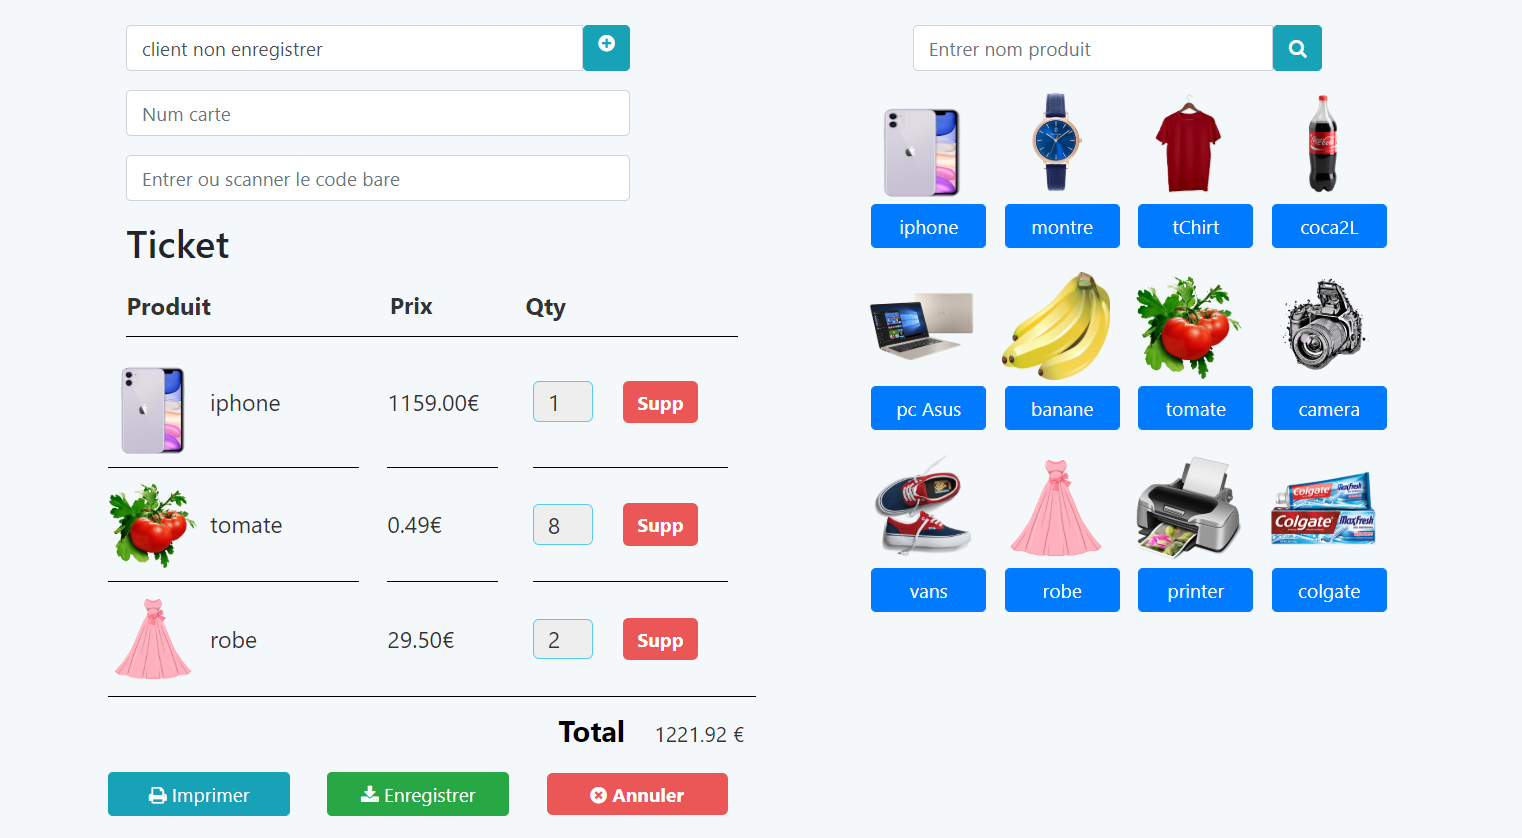 client non enregistrer
Num carte
Entrer ou scanner le code bare
Ticket
Produit Prix Qty
iphone 1159.00€ 1 Supp
tomate 0.49€ 8 Supp
robe 29.50€ 2 Supp
Total 1221.92 €
Imprimer Enregistrer Annuler
Entrer nom produit
Coca-Cola
iphone montre tChirt coca2L
pc Asus banane tomate camera
Colgate Maxfresh
Colgate Maxfresh
vans robe printer colgate